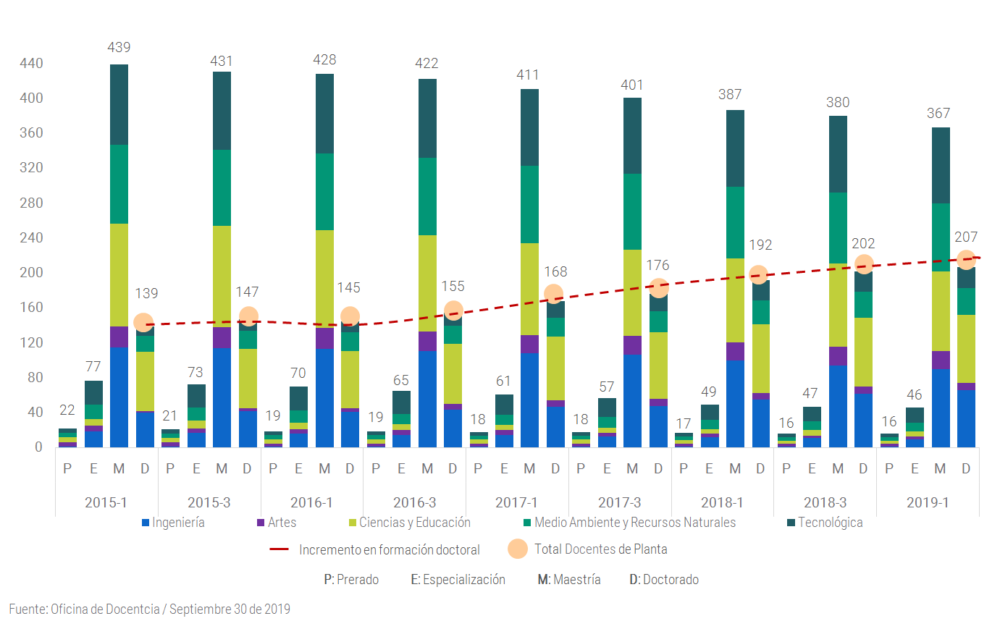 439 431 428 422 411 401 387 380 367
440
400
360
320
280
240
200
160
120
80
40
0
139 147 145 155 168 176 192 202 207
22 77 21 73 19 70 19 65 18 61 18 57 17 49 16 47 16 46
P E M D P E M D P E M D P E M D P E M D P E M D P E M D P E M D P E M D
2015-1 2015-3 2016-1 2016-3 2017-1 2017-3 2018-1 2018-3 2019-1
Ingeniería Artes Ciencias y Educación Medio Ambiente y Recursos Naturales Tecnológica
Incremento en formación doctoral Total Docentes de Planta
P: Prerado E: Especialización M: Maestría D: Doctorado
Fuente: Oficina de Docentcia / Septiembre 30 de 2019